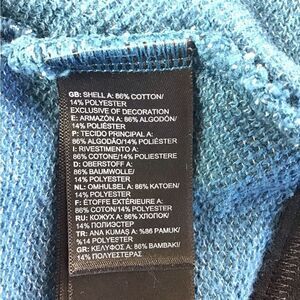 GB: SHELL A: 86% COTTON/
14% POLYESTER
EXCLUSIVE OF DECORATION
E: ARMAZÓN A: 86% ALGODÓN/
14% POLIÉSTER
P: TECIDO PRINCIPAL A:
86% ALGODÃO/14% POLIÉSTER
I: RIVESTIMENTO A:
86% COTONE/14% POLIESTERE
D: OBERSTOFF A:
86% BAUMWOLLE/
14% POLYESTER
NL: OMHULSEL A: 86% KATOEN/
14% POLYESTER
F: ÉTOFFE EXTÉRIEURE A:
86% COTON/14% POLYESTER
RU: КОЖУХ A: 86% ХЛОПОК/
14% ПОЛИЭСТЕР
TR: ANA KUMAŞ A: %86 PAMUK/
%14 POLYESTER
GR: ΚΕΛΥΦΟΣ A: 86% ΒΑΜΒΑΚΙ/
14% ΠΟΛΥΕΣΤΕΡΑΣ